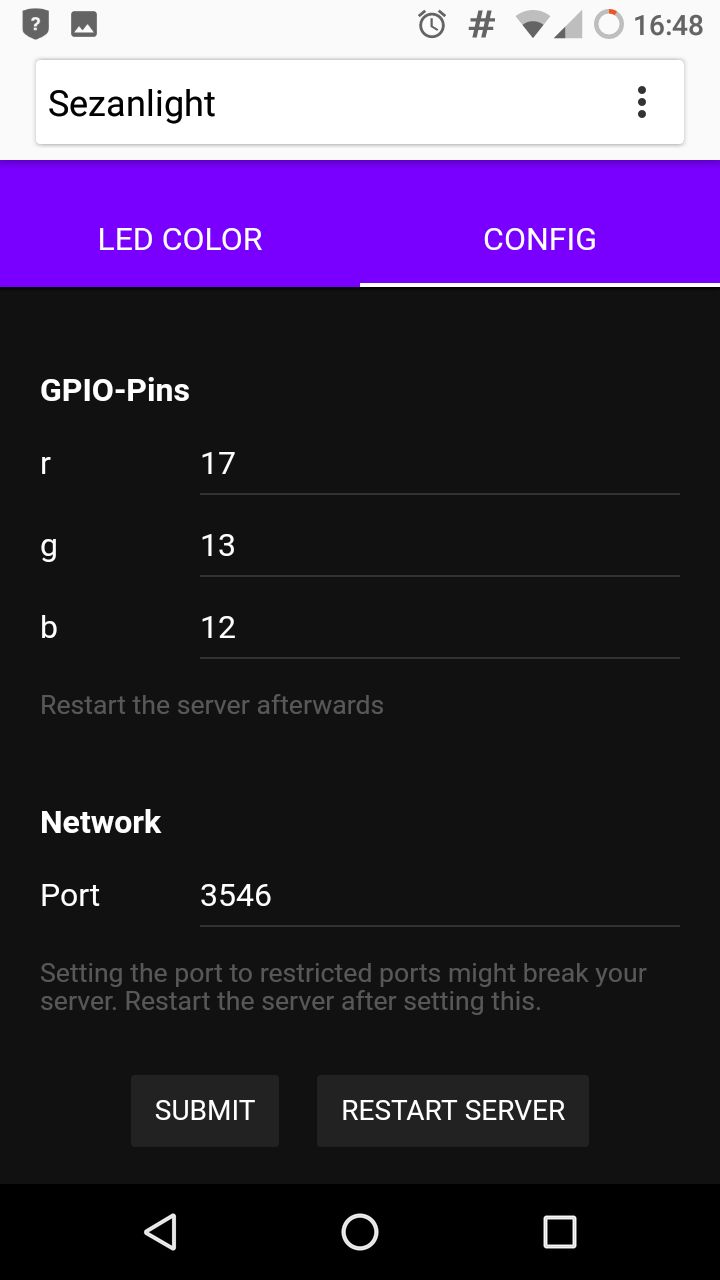 16:48
Sezanlight
LED COLOR CONFIG
GPIO-Pins
r 17
g 13
b 12
Restart the server afterwards
Network
Port 3546
Setting the port to restricted ports might break your
server. Restart the server after setting this.
SUBMIT RESTART SERVER